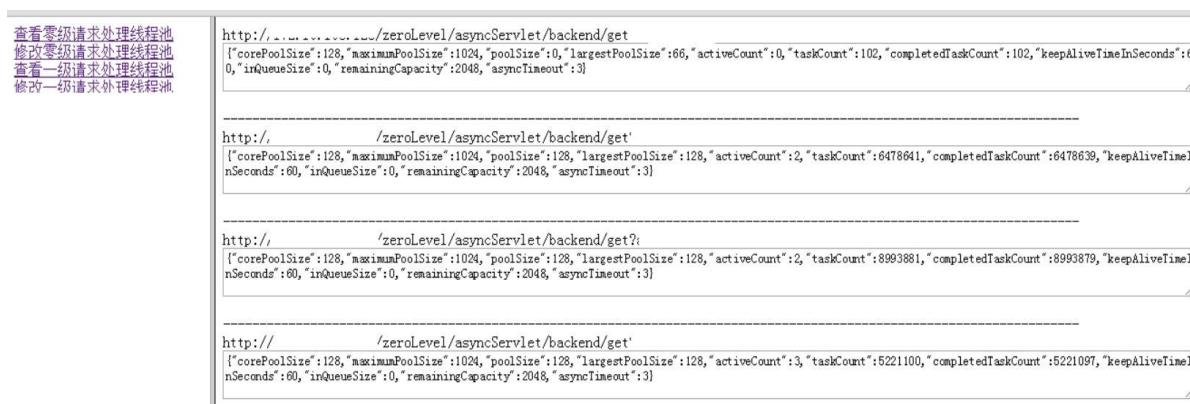 查看零级请求处理线程池
修改零级请求处理线程池
查看一级请求处理线程池
修改一级请求处理线程池
http:/ /zeroLevel/asyncServlet/backend/get
{"corePoolSize":128,"maximumPoolSize":1024,"poolSize":0,"largestPoolSize":66,"activeCount":0,"taskCount":102,"completedTaskCount":102,"keepAliveTimeInSeconds":6
0,"inQueueSize":0,"remainingCapacity":2048,"asyncTimeout":3}
http:/ /zeroLevel/asyncServlet/backend/get
{"corePoolSize":128,"maximumPoolSize":1024,"poolSize":128,"largestPoolSize":128,"activeCount":2,"taskCount":6478641,"completedTaskCount":6478639,"keepAliveTimeI
nSeconds":60,"inQueueSize":0,"remainingCapacity":2048,"asyncTimeout":3}
http:/ /zeroLevel/asyncServlet/backend/get?
{"corePoolSize":128,"maximumPoolSize":1024,"poolSize":128,"largestPoolSize":128,"activeCount":2,"taskCount":8993881,"completedTaskCount":8993879,"keepAliveTimeI
nSeconds":60,"inQueueSize":0,"remainingCapacity":2048,"asyncTimeout":3}
http:// /zeroLevel/asyncServlet/backend/get
{"corePoolSize":128,"maximumPoolSize":1024,"poolSize":128,"largestPoolSize":128,"activeCount":3,"taskCount":5221100,"completedTaskCount":5221097,"keepAliveTimeI
nSeconds":60,"inQueueSize":0,"remainingCapacity":2048,"asyncTimeout":3}